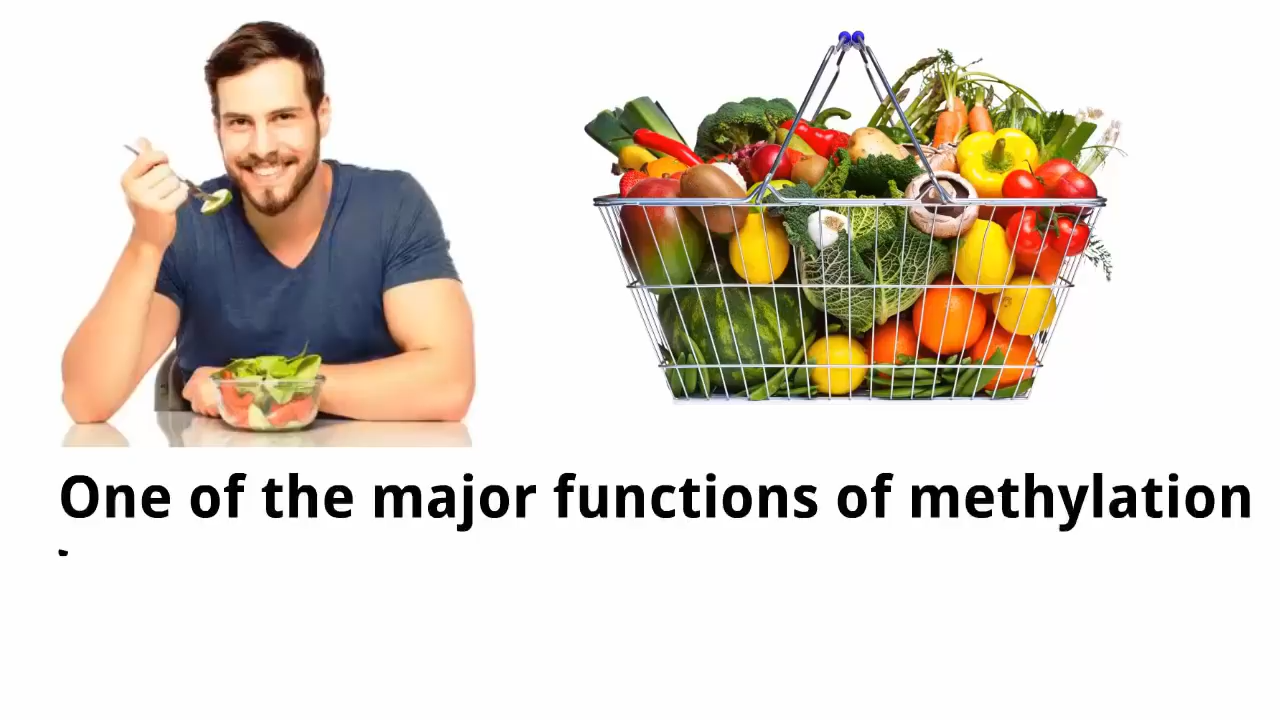 One of the major functions of methylation